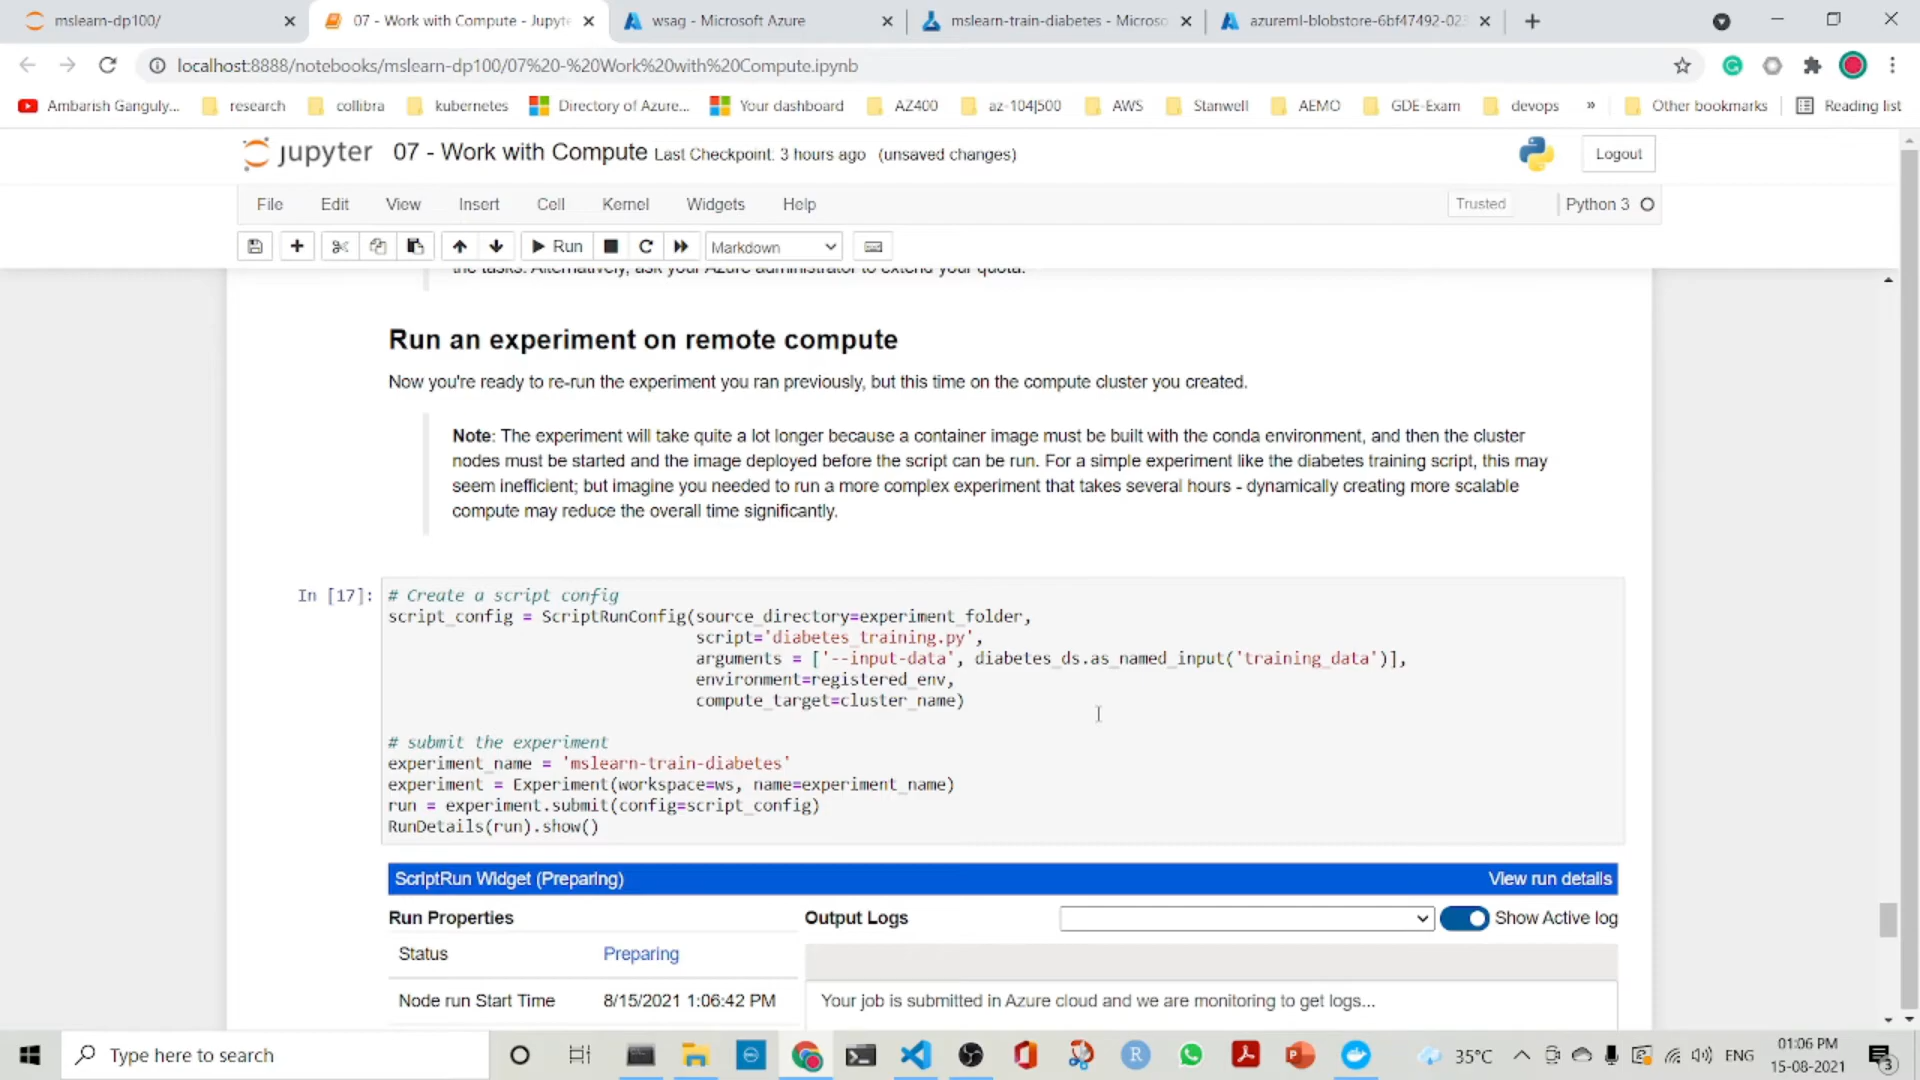 mslearn-dp100/
07 - Work with Compute - Jupyte
wsag - Microsoft Azure
mslearn-train-diabetes - Microso
azureml-blobstore-6bf47492-023
localhost:8888/notebooks/mslearn-dp100/07%20-%20Work%20with%20Compute.ipynb
Ambarish Ganguly...
research
collibra
kubernetes
Directory of Azure...
Your dashboard
AZ400
az-104|500
AWS
Stanwell
AEMO
GDE-Exam
devops
»
Other bookmarks
Reading list
jupyter 07 - Work with Compute Last Checkpoint: 3 hours ago (unsaved changes)
Logout
File Edit View Insert Cell Kernel Widgets Help
Trusted
Python 3
Run
Markdown
the tasks. Alternatively, ask your Azure administrator to extend your quota.
Run an experiment on remote compute
Now you're ready to re-run the experiment you ran previously, but this time on the compute cluster you created.
Note: The experiment will take quite a lot longer because a container image must be built with the conda environment, and then the cluster
nodes must be started and the image deployed before the script can be run. For a simple experiment like the diabetes training script, this may
seem inefficient; but imagine you needed to run a more complex experiment that takes several hours - dynamically creating more scalable
compute may reduce the overall time significantly.
In [17]:
# Create a script config
script_config = ScriptRunConfig(source_directory=experiment_folder,
script='diabetes_training.py',
arguments = ['--input-data', diabetes_ds.as_named_input('training_data')],
environment=registered_env,
compute_target=cluster_name)
# submit the experiment
experiment_name = 'mslearn-train-diabetes'
experiment = Experiment(workspace=ws, name=experiment_name)
run = experiment.submit(config=script_config)
RunDetails(run).show()
ScriptRun Widget (Preparing)
View run details
Run Properties
Output Logs
Show Active log
Status Preparing
Node run Start Time 8/15/2021 1:06:42 PM
Your job is submitted in Azure cloud and we are monitoring to get logs...
Type here to search
35°C
ENG
01:06 PM
15-08-2021
3